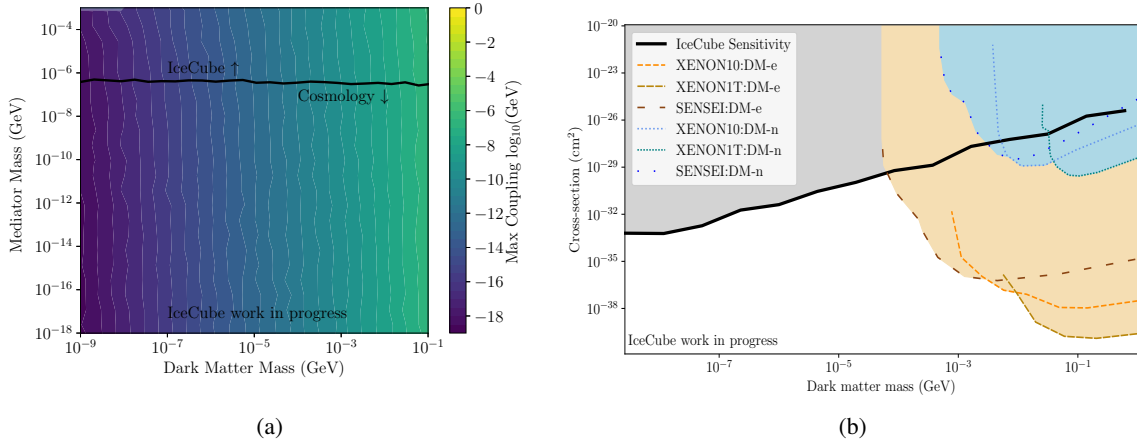 10^{-4}
10^{-6}
10^{-8}
10^{-10}
10^{-12}
10^{-14}
10^{-16}
10^{-18}
Mediator Mass (GeV)
IceCube ↑
Cosmology ↓
IceCube work in progress
10^{-9}
10^{-7}
10^{-5}
10^{-3}
10^{-1}
Dark Matter Mass (GeV)
0
−2
−4
−6
−8
−10
−12
−14
−16
−18
Max Coupling log_{10}(GeV)
(a)
10^{-20}
10^{-23}
10^{-26}
10^{-29}
10^{-32}
10^{-35}
10^{-38}
Cross-section (cm^2)
IceCube Sensitivity
XENON10:DM-e
XENON1T:DM-e
SENSEI:DM-e
XENON10:DM-n
XENON1T:DM-n
SENSEI:DM-n
IceCube work in progress
10^{-7}
10^{-5}
10^{-3}
10^{-1}
Dark matter mass (GeV)
(b)